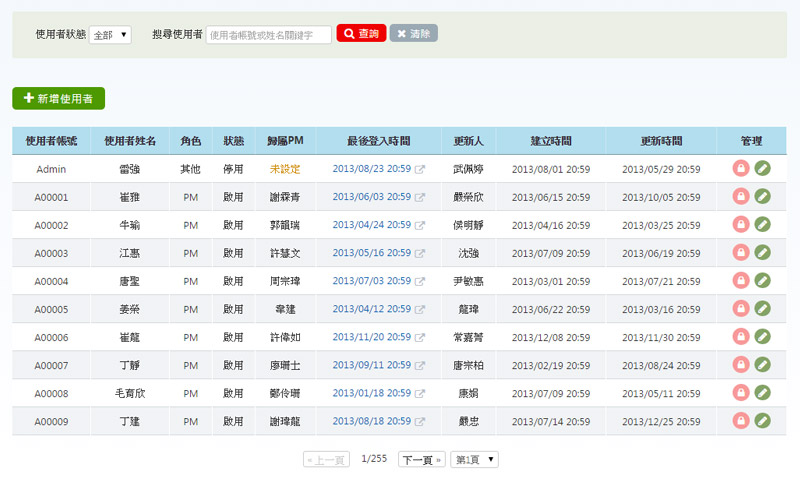 使用者狀態 全部 搜尋使用者 使用者帳號或姓名關鍵字 查詢 清除
新增使用者
使用者帳號 使用者姓名 角色 狀態 歸屬PM 最後登入時間 更新人 建立時間 更新時間 管理
Admin 雷強 其他 停用 未設定 2013/08/23 20:59 武佩婷 2013/08/01 20:59 2013/05/29 20:59
A00001 崔雅 PM 啟用 謝霖青 2013/06/03 20:59 嚴榮欣 2013/06/15 20:59 2013/10/05 20:59
A00002 牛瑜 PM 啟用 郭韻瑞 2013/04/24 20:59 侯明靜 2013/04/16 20:59 2013/03/25 20:59
A00003 江惠 PM 啟用 許慧文 2013/05/16 20:59 沈強 2013/07/09 20:59 2013/06/19 20:59
A00004 唐聖 PM 啟用 周宗瑋 2013/07/03 20:59 尹敏惠 2013/03/01 20:59 2013/07/21 20:59
A00005 姜榮 PM 啟用 韋建 2013/04/12 20:59 龍瑋 2013/06/22 20:59 2013/03/16 20:59
A00006 崔龍 PM 啟用 許偉如 2013/11/20 20:59 常嘉菁 2013/12/08 20:59 2013/11/30 20:59
A00007 丁靜 PM 啟用 廖珊士 2013/09/11 20:59 唐宗柏 2013/02/19 20:59 2013/08/24 20:59
A00008 毛育欣 PM 啟用 鄭伶珊 2013/01/18 20:59 康娟 2013/07/09 20:59 2013/05/11 20:59
A00009 丁建 PM 啟用 謝瑋龍 2013/08/18 20:59 嚴忠 2013/07/14 20:59 2013/12/25 20:59
« 上一頁 1/255 下一頁 » 第1頁